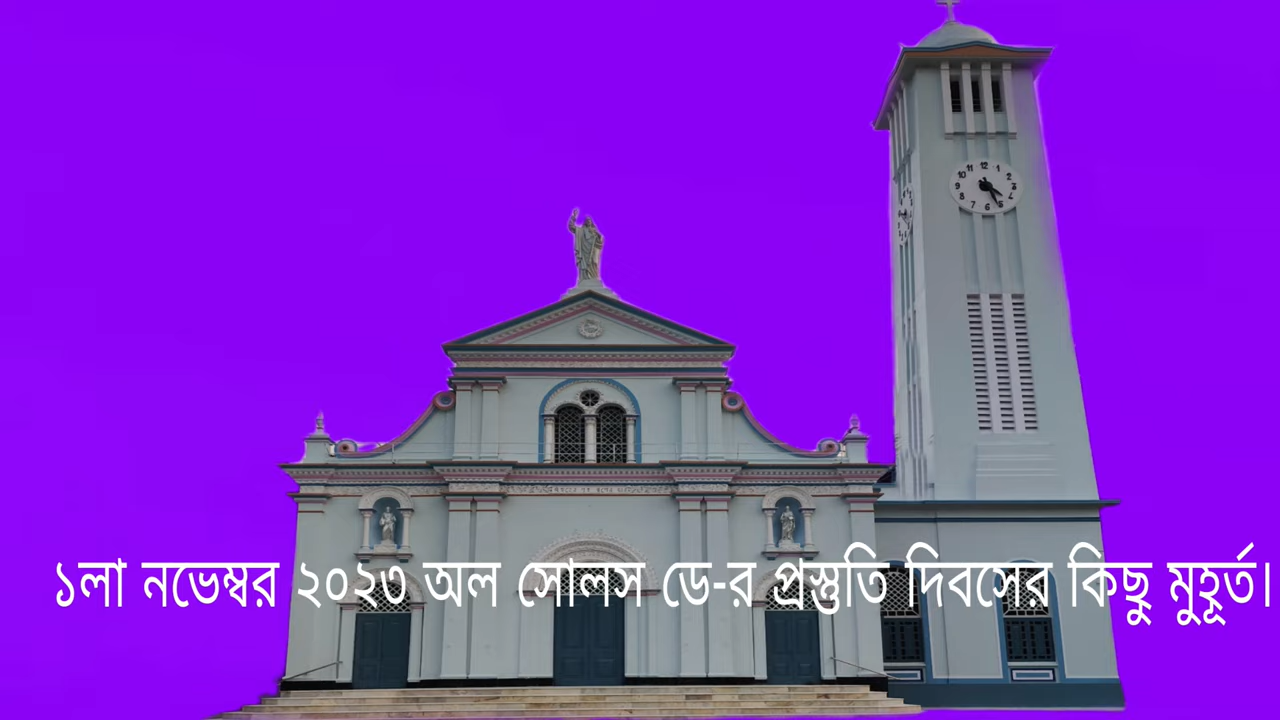 ১লা নভেম্বর ২০২৩ অল সোলস ডে-র প্রস্তুতি দিবসের কিছু মুহূর্ত।